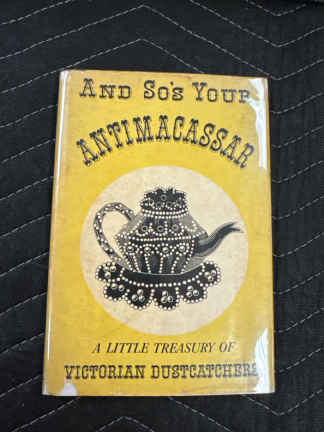 AND SO'S YOUR
ANTIMACASSAR
A LITTLE TREASURY OF
VICTORIAN DUSTCATCHERS